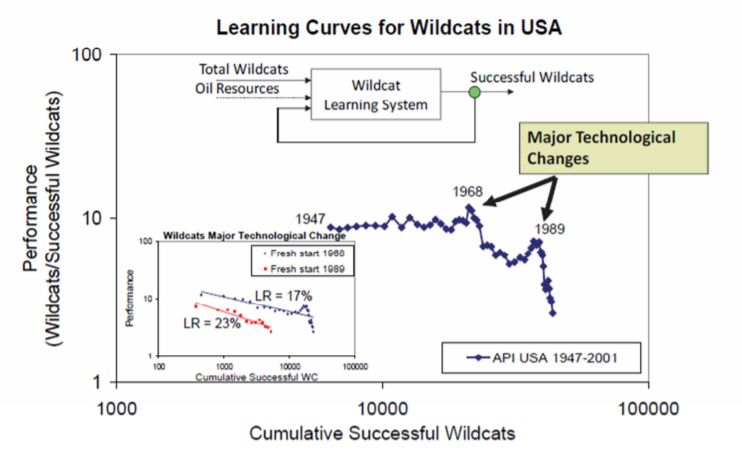 Learning Curves for Wildcats in USA
100
Total Wildcats
Oil Resources
Wildcat
Learning System
Successful Wildcats
Major Technological
Changes
Performance
(Wildcats/Successful Wildcats)
10
1947
1968
1989
Wildcats Major Technological Change
100
Fresh start 1968
Fresh start 1989
Performance
10
LR = 17%
LR = 23%
1
100
1000
10000
100000
Cumulative Successful WC
API USA 1947-2001
1
1000
10000
100000
Cumulative Successful Wildcats